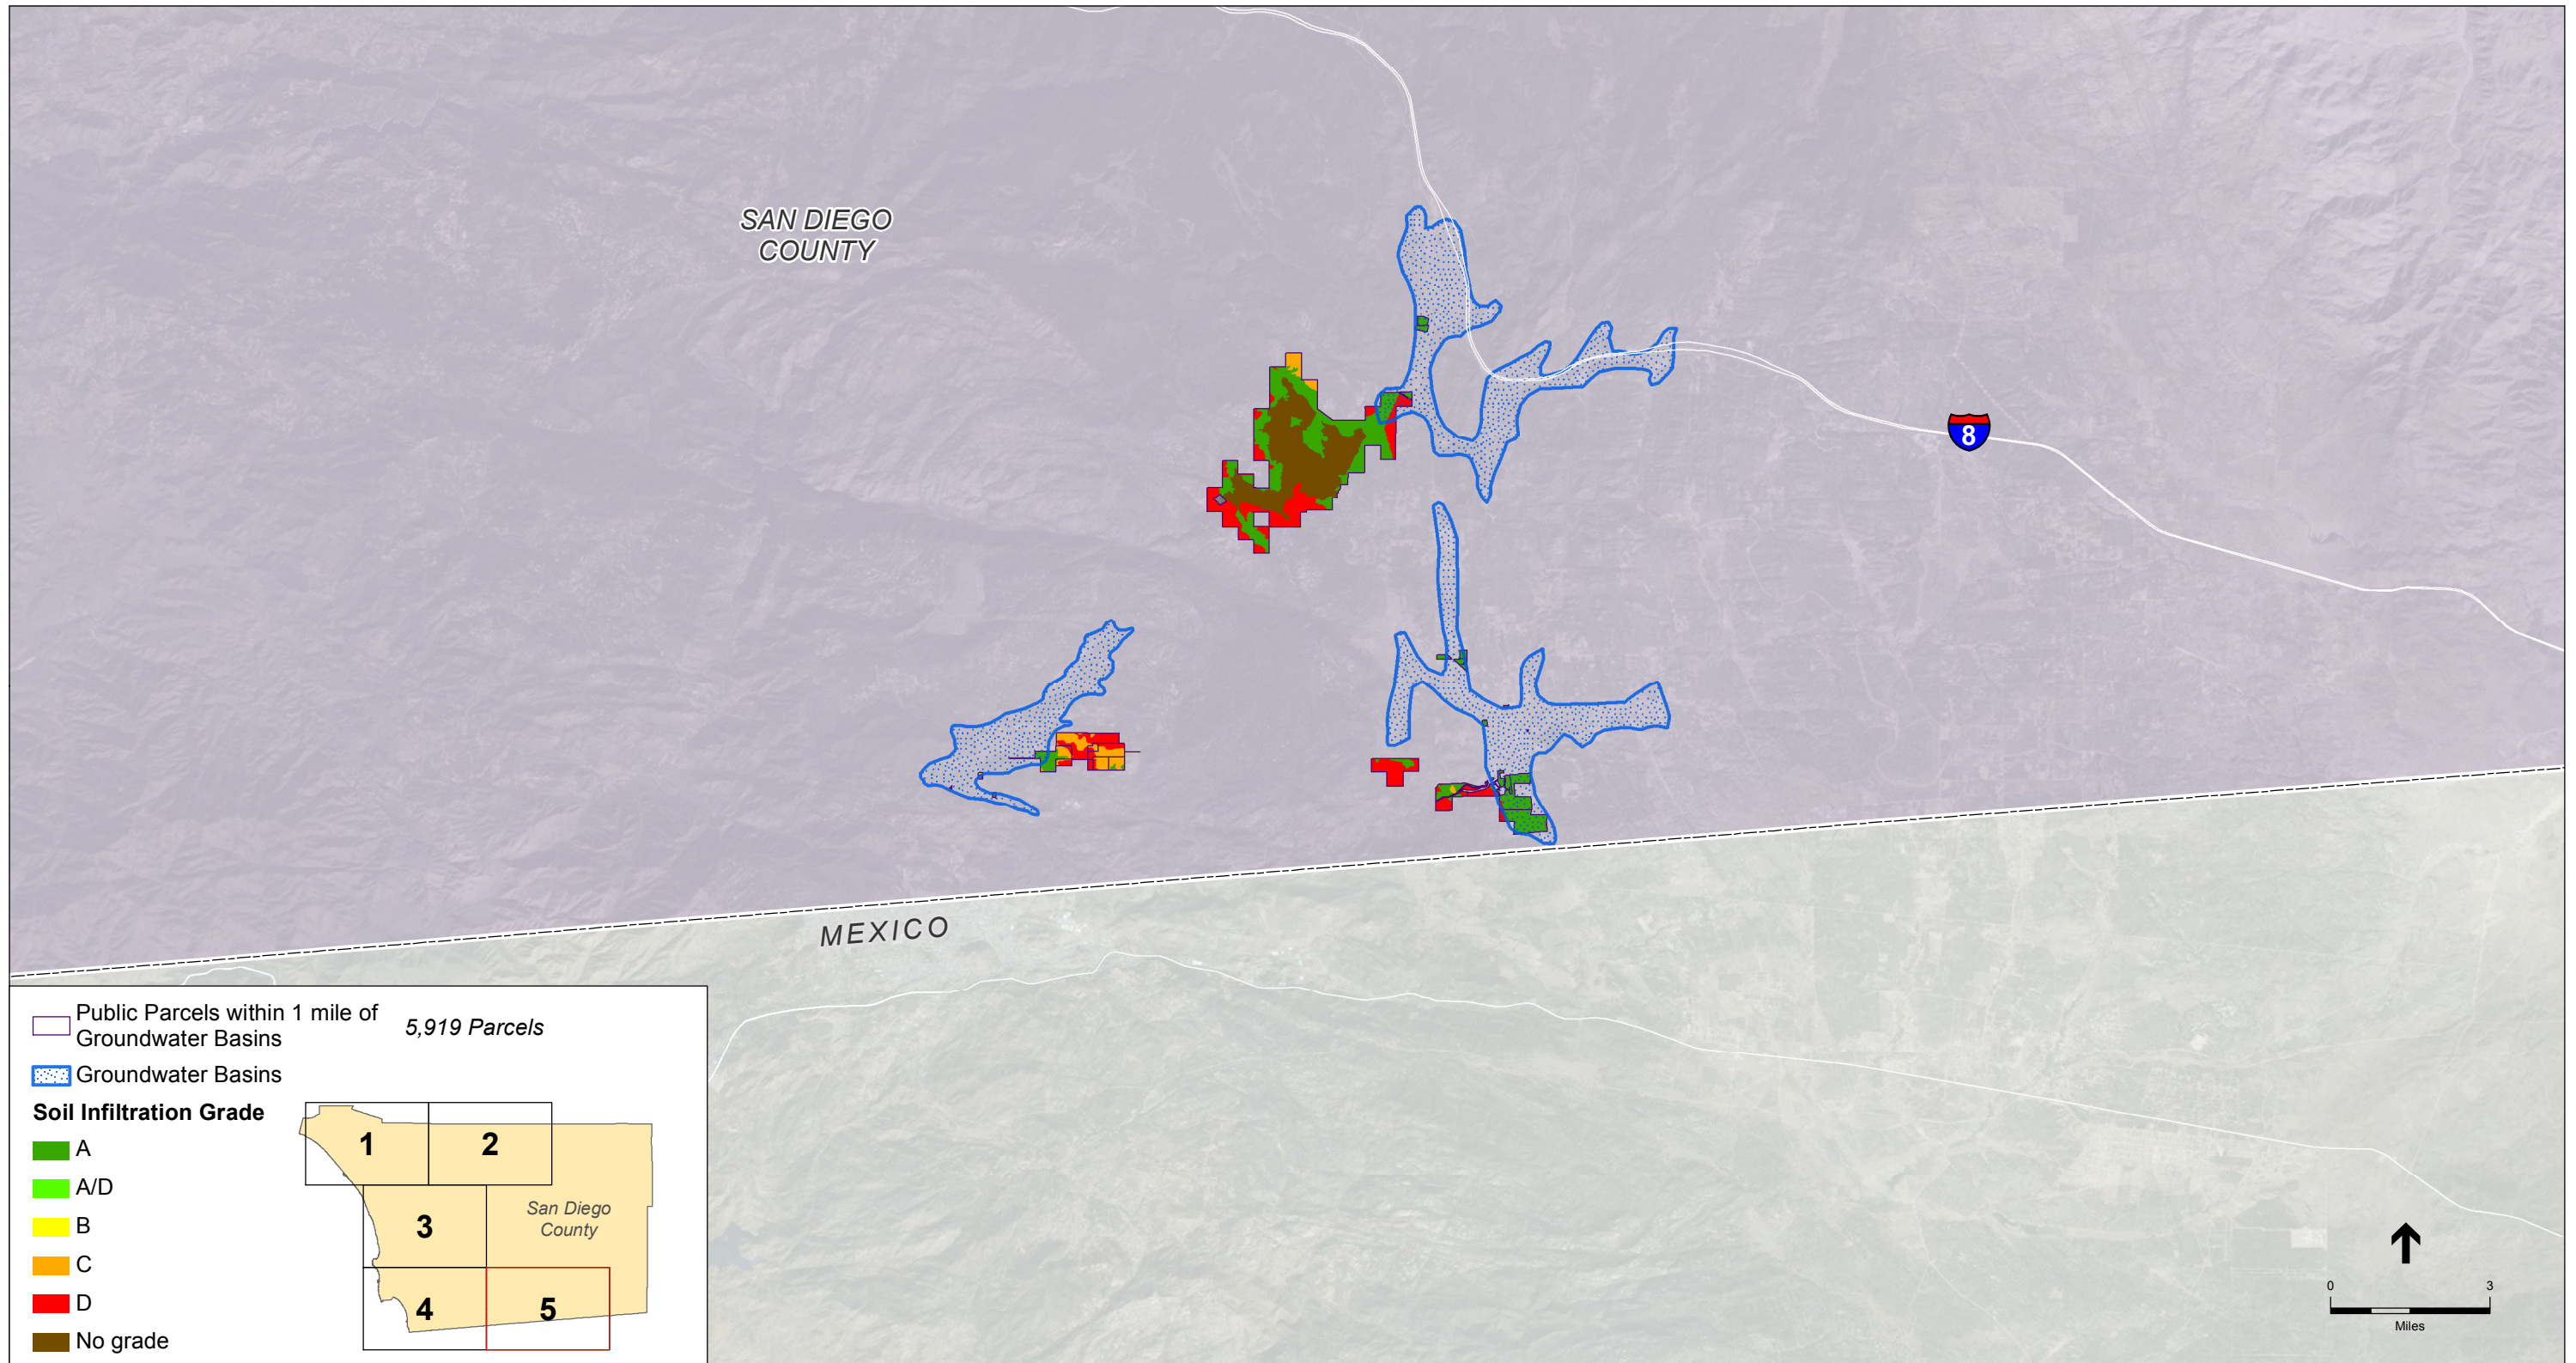 SAN DIEGO
COUNTY
8
MEXICO
Public Parcels within 1 mile of
Groundwater Basins
5,919 Parcels
Groundwater Basins
Soil Infiltration Grade
A
A/D
B
C
D
No grade
1
2
3
San Diego
County
4
5
0
3
Miles